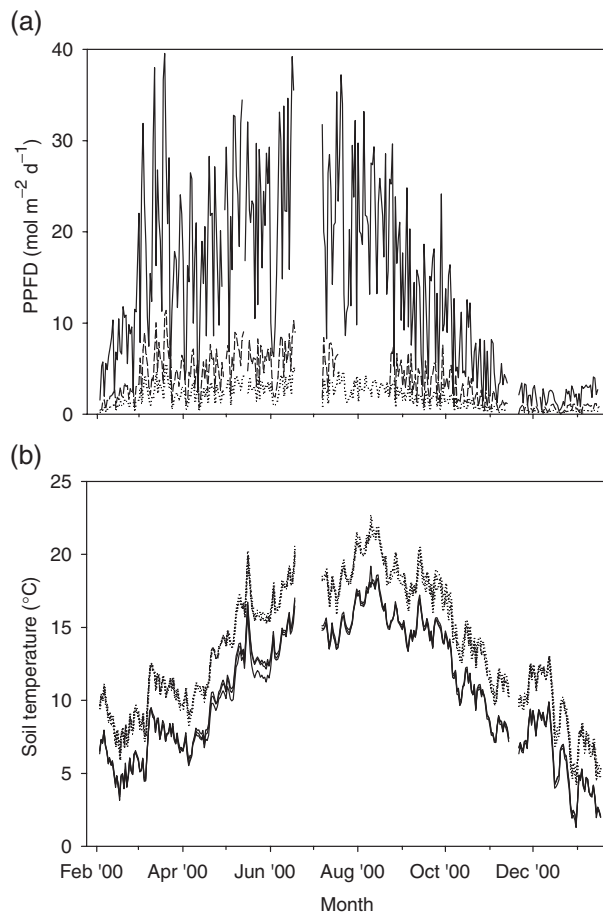 (a)
40
30
20
10
0
PPFD (mol m⁻² d⁻¹)
(b)
25
20
15
10
5
0
Soil temperature (°C)
Feb '00 Apr '00 Jun '00 Aug '00 Oct '00 Dec '00
Month